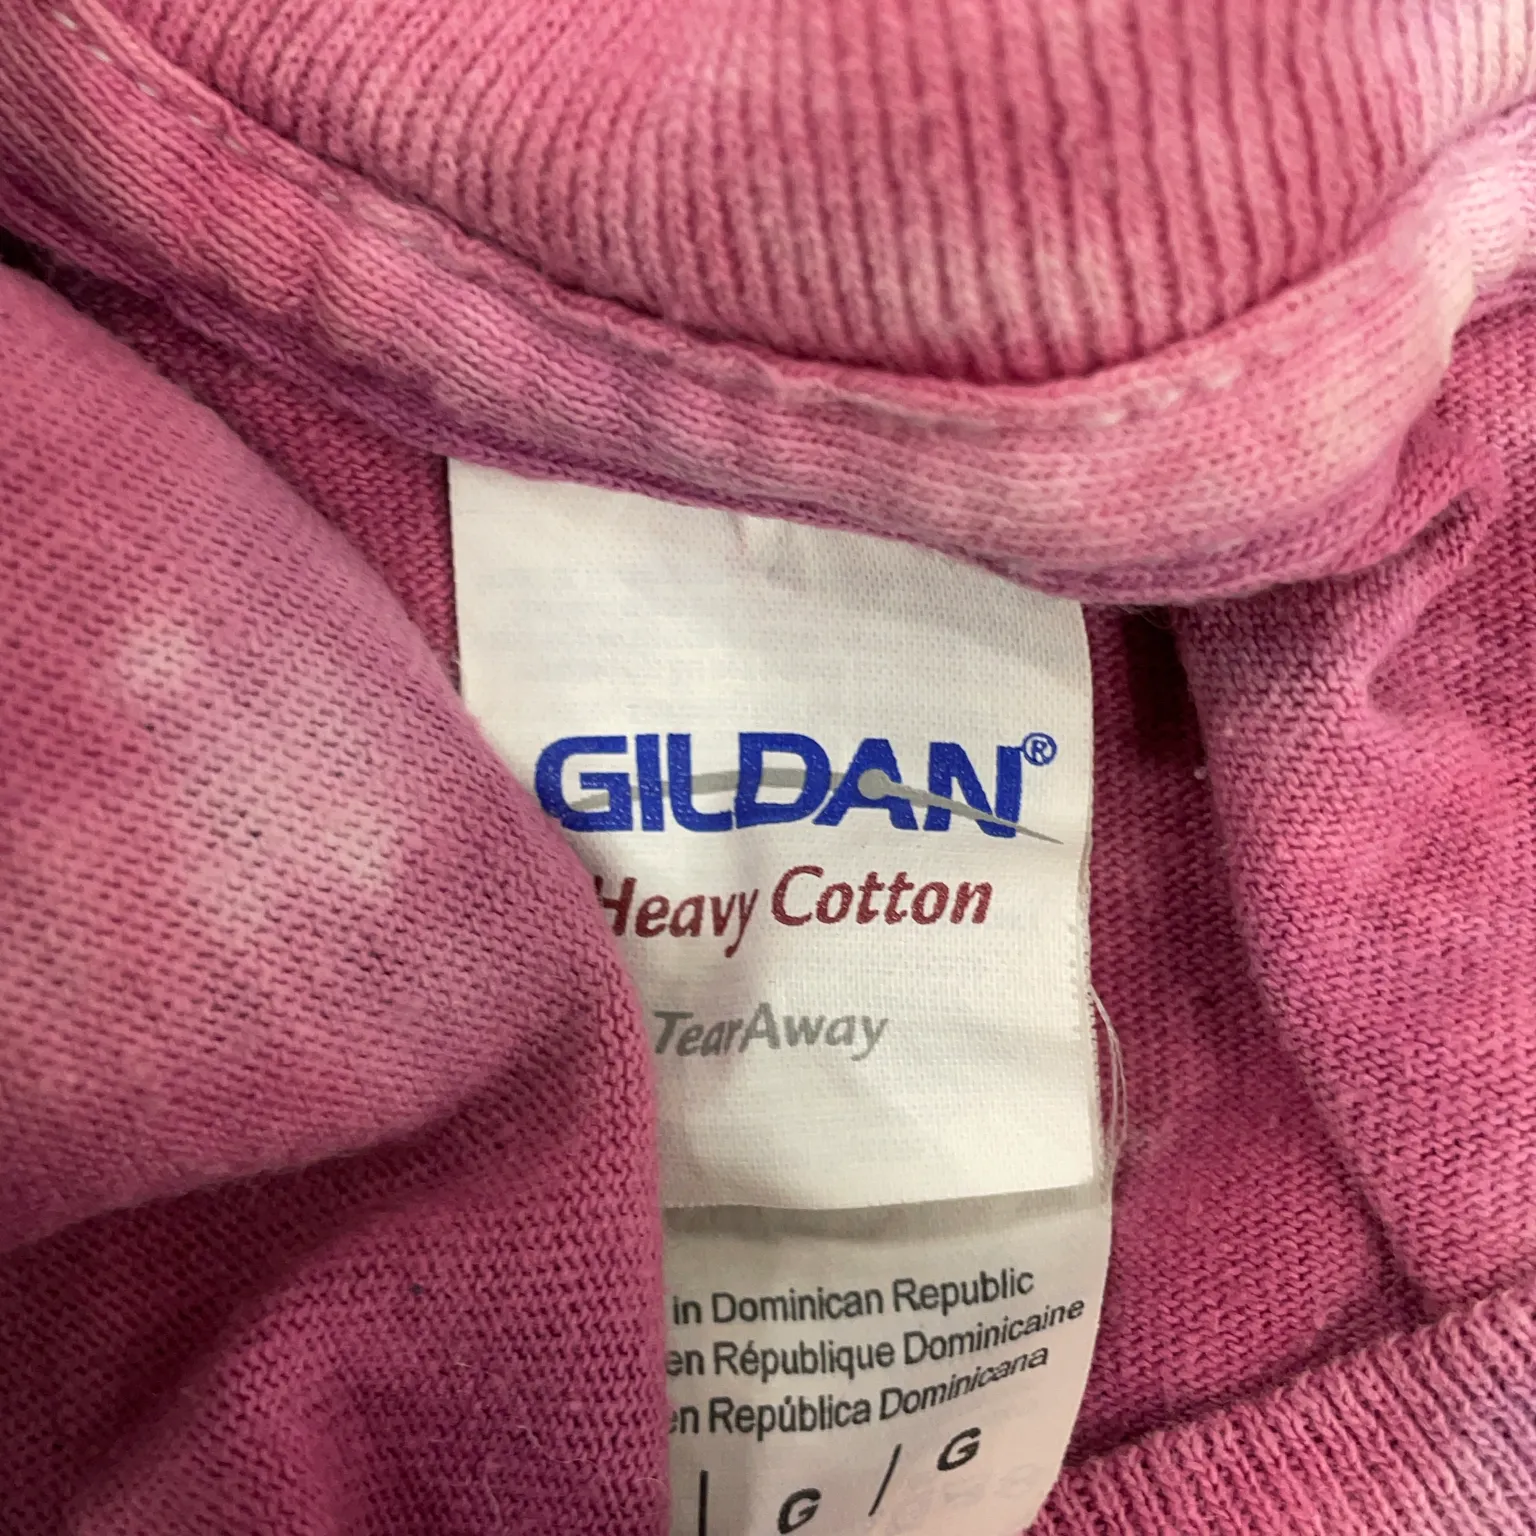 GILDAN®
Heavy Cotton
TearAway
in Dominican Republic
en République Dominicaine
en República Dominicana
/ G / G